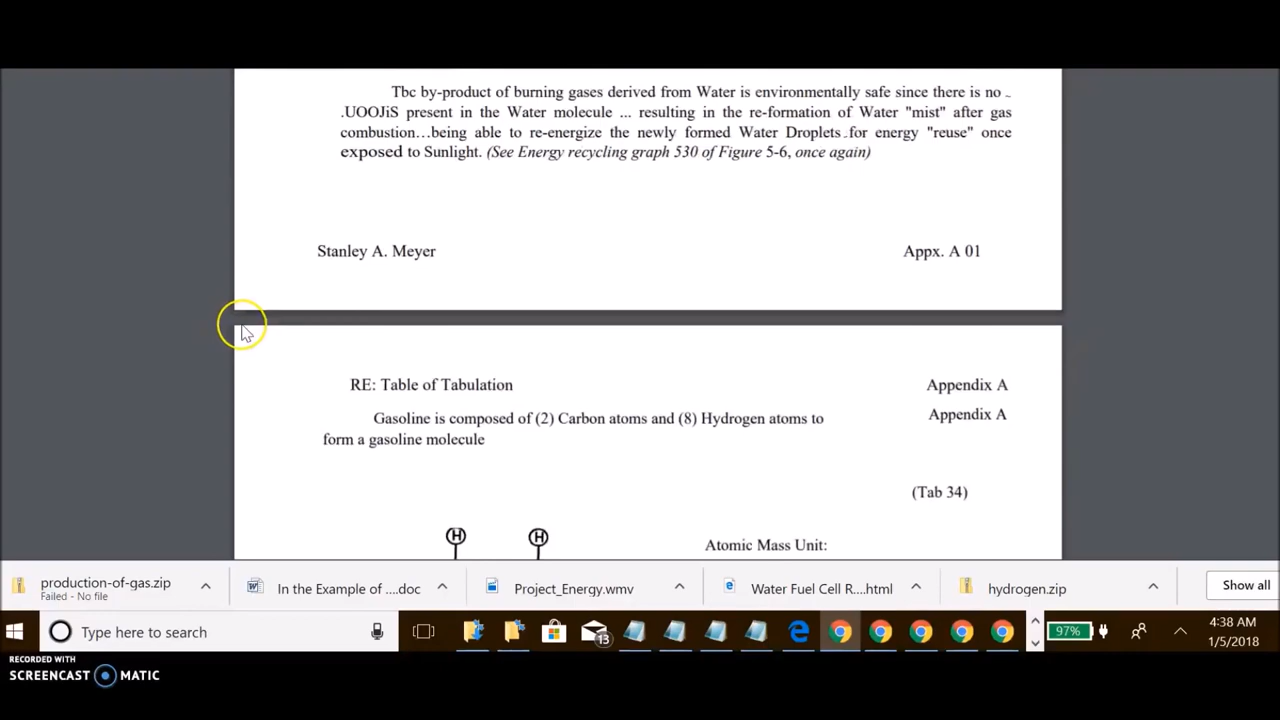 Tbc by-product of burning gases derived from Water is environmentally safe since there is no ~
.UOOJiS present in the Water molecule ... resulting in the re-formation of Water "mist" after gas
combustion...being able to re-energize the newly formed Water Droplets.for energy "reuse" once
exposed to Sunlight. (See Energy recycling graph 530 of Figure 5-6, once again)
Stanley A. Meyer
Appx. A 01
RE: Table of Tabulation
Appendix A
Gasoline is composed of (2) Carbon atoms and (8) Hydrogen atoms to
Appendix A
form a gasoline molecule
(Tab 34)
H H
Atomic Mass Unit:
production-of-gas.zip
Failed - No file
In the Example of ....doc
Project_Energy.wmv
Water Fuel Cell R....html
hydrogen.zip
Show all
Type here to search
13
97%
4:38 AM
1/5/2018
RECORDED WITH
SCREENCAST MATIC